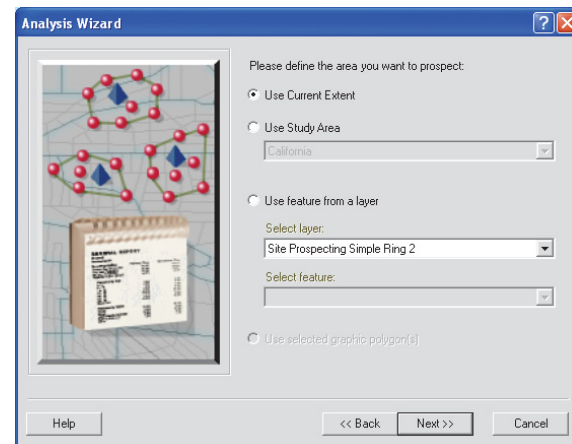 Analysis Wizard
Please define the area you want to prospect:
Use Current Extent
Use Study Area
California
Use feature from a layer
Select layer:
Site Prospecting Simple Ring 2
Select feature:
Use selected graphic polygon(s)
Help
<< Back
Next >>
Cancel